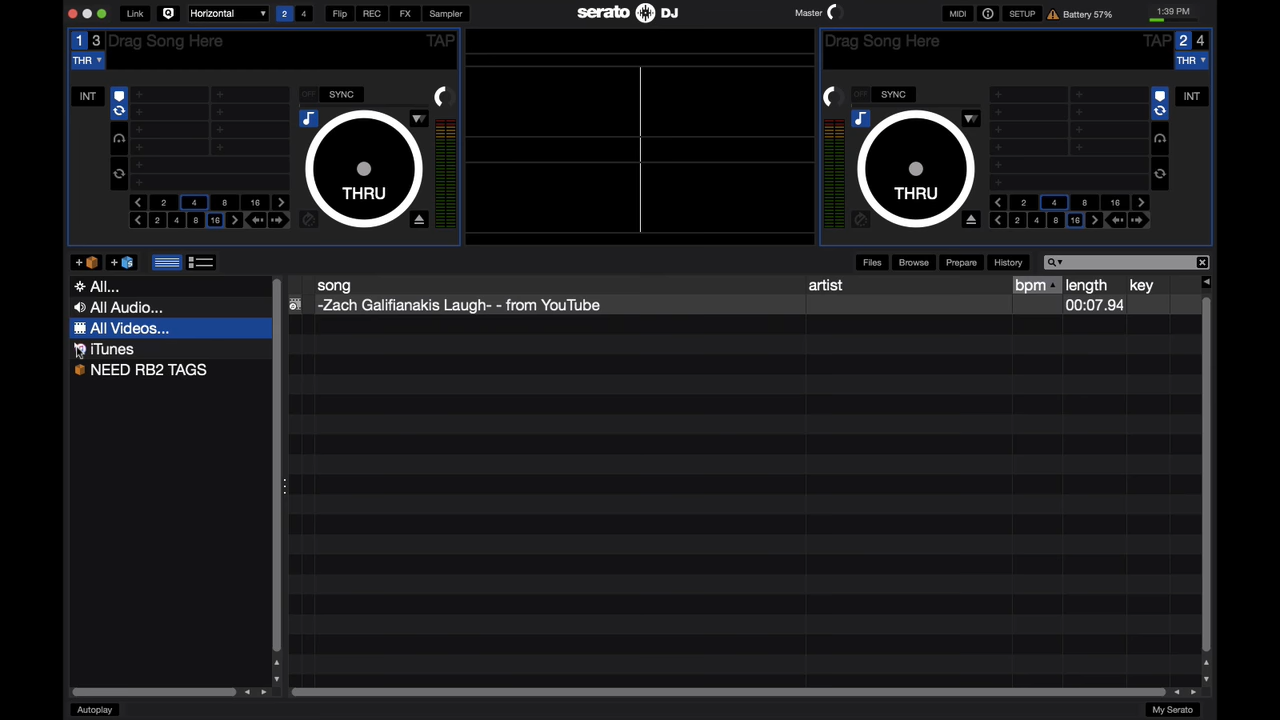 Link Horizontal 2 4 Flip REC FX Sampler serato DJ Master MIDI SETUP Battery 57% 1:39 PM
1 3 Drag Song Here TAP
THR
INT
OFF SYNC
THRU
< 2 4 8 16 >
< 2 4 8 16 >
Drag Song Here TAP 2 4
THR
OFF SYNC
INT
THRU
< 2 4 8 16 >
< 2 4 8 16 >
Files Browse Prepare History
All...
All Audio...
All Videos...
iTunes
NEED RB2 TAGS
song artist bpm length key
-Zach Galifianakis Laugh- - from YouTube 00:07.94
Autoplay My Serato